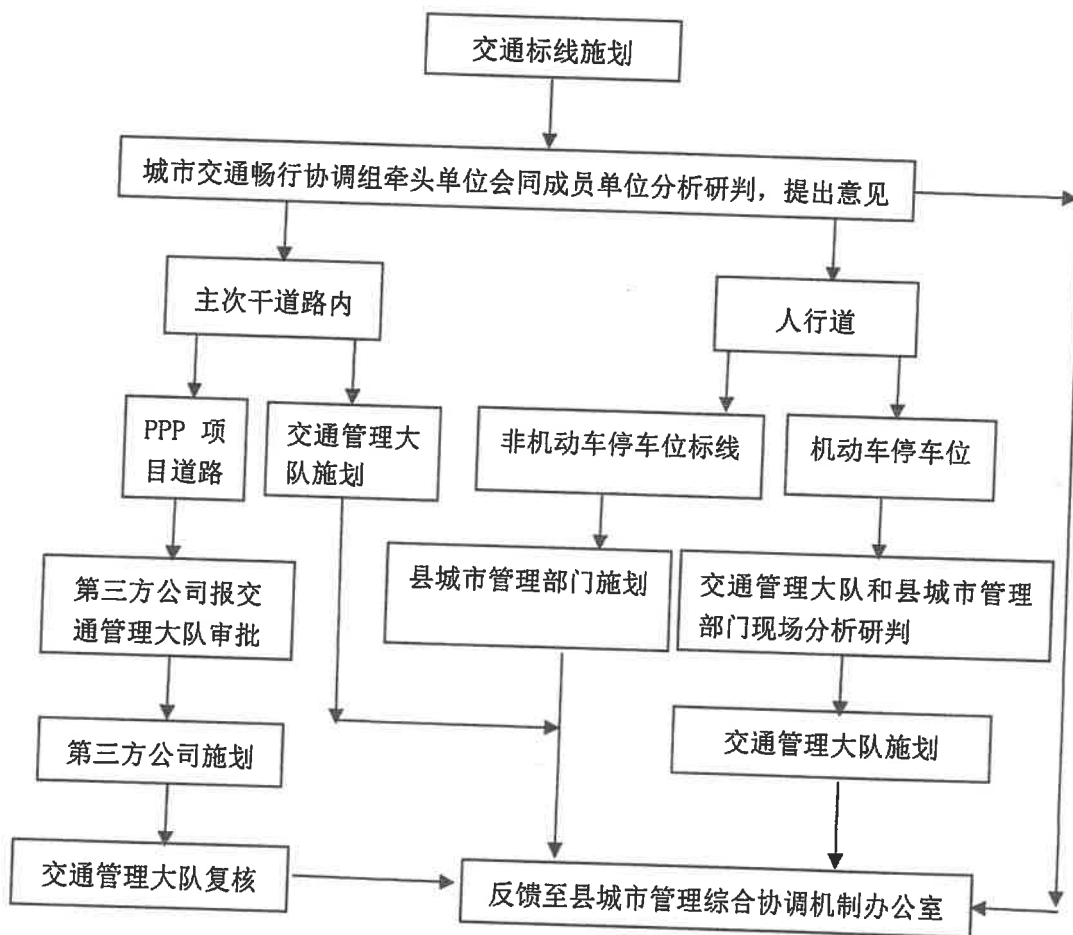 交通标线施划
城市交通畅行协调组牵头单位会同成员单位分析研判，提出意见
主次干道路内
人行道
PPP 项
目道路
交通管理大
队施划
非机动车停车位标线
机动车停车位
第三方公司报交
通管理大队审批
县城市管理部门施划
交通管理大队和县城市管理
部门现场分析研判
第三方公司施划
交通管理大队施划
交通管理大队复核
反馈至县城市管理综合协调机制办公室